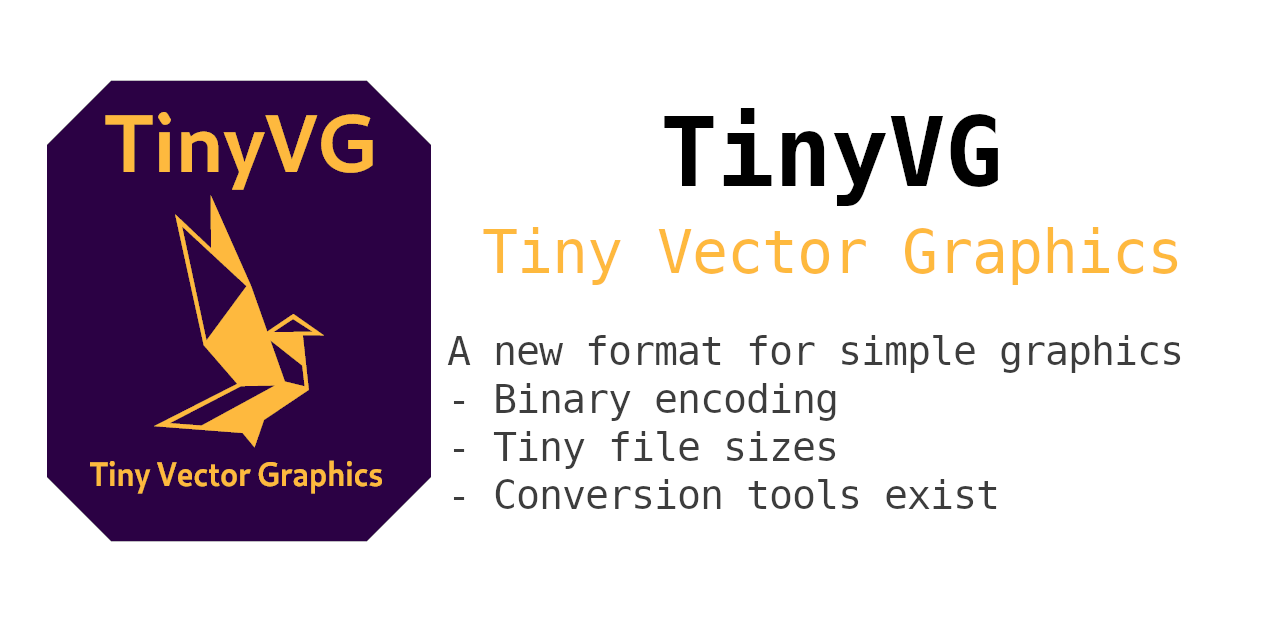 TinyVG
Tiny Vector Graphics
TinyVG
Tiny Vector Graphics
A new format for simple graphics
- Binary encoding
- Tiny file sizes
- Conversion tools exist